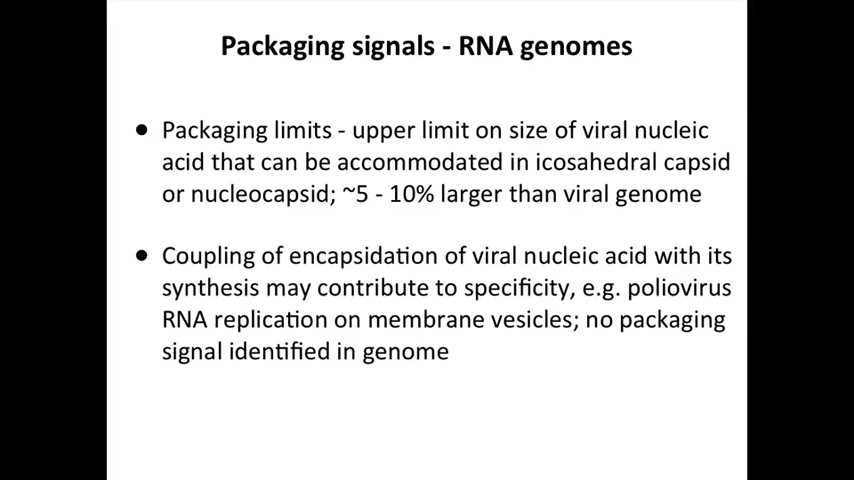 Packaging signals - RNA genomes
● Packaging limits - upper limit on size of viral nucleic
acid that can be accommodated in icosahedral capsid
or nucleocapsid; ~5 - 10% larger than viral genome
● Coupling of encapsidation of viral nucleic acid with its
synthesis may contribute to specificity, e.g. poliovirus
RNA replication on membrane vesicles; no packaging
signal identified in genome